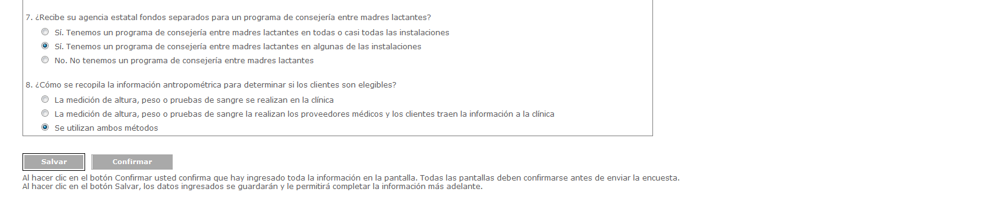 7. ¿Recibe su agencia estatal fondos separados para un programa de consejería entre madres lactantes?
Sí. Tenemos un programa de consejería entre madres lactantes en todas o casi todas las instalaciones
Sí. Tenemos un programa de consejería entre madres lactantes en algunas de las instalaciones
No. No tenemos un programa de consejería entre madres lactantes
8. ¿Cómo se recopila la información antropométrica para determinar si los clientes son elegibles?
La medición de altura, peso o pruebas de sangre se realizan en la clínica
La medición de altura, peso o pruebas de sangre la realizan los proveedores médicos y los clientes traen la información a la clínica
Se utilizan ambos métodos
Salvar Confirmar
Al hacer clic en el botón Confirmar usted confirma que hay ingresado toda la información en la pantalla. Todas las pantallas deben confirmarse antes de enviar la encuesta.
Al hacer clic en el botón Salvar, los datos ingresados se guardarán y le permitirá completar la información más adelante.